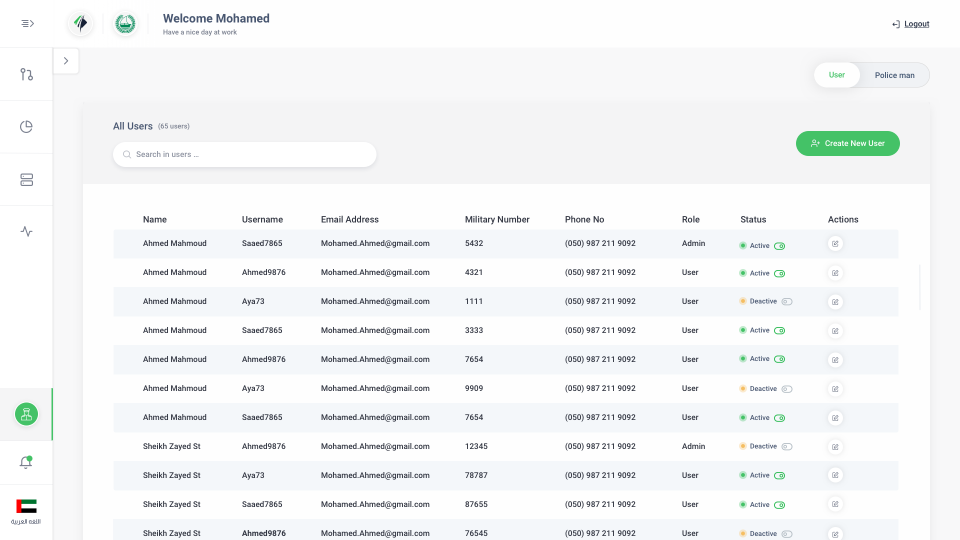 Welcome Mohamed
Have a nice day at work
Logout
User
Police man
All Users (65 users)
Search in users ...
Create New User
Name Username Email Address Military Number Phone No Role Status Actions
Ahmed Mahmoud Saaed7865 Mohamed.Ahmed@gmail.com 5432 (050) 987 211 9092 Admin Active
Ahmed Mahmoud Ahmed9876 Mohamed.Ahmed@gmail.com 4321 (050) 987 211 9092 User Active
Ahmed Mahmoud Aya73 Mohamed.Ahmed@gmail.com 1111 (050) 987 211 9092 User Deactive
Ahmed Mahmoud Saaed7865 Mohamed.Ahmed@gmail.com 3333 (050) 987 211 9092 User Active
Ahmed Mahmoud Ahmed9876 Mohamed.Ahmed@gmail.com 7654 (050) 987 211 9092 User Active
Ahmed Mahmoud Aya73 Mohamed.Ahmed@gmail.com 9909 (050) 987 211 9092 User Deactive
Ahmed Mahmoud Saaed7865 Mohamed.Ahmed@gmail.com 7654 (050) 987 211 9092 User Active
Sheikh Zayed St Ahmed9876 Mohamed.Ahmed@gmail.com 12345 (050) 987 211 9092 Admin Deactive
Sheikh Zayed St Aya73 Mohamed.Ahmed@gmail.com 78787 (050) 987 211 9092 User Active
Sheikh Zayed St Saaed7865 Mohamed.Ahmed@gmail.com 87655 (050) 987 211 9092 User Active
Sheikh Zayed St Ahmed9876 Mohamed.Ahmed@gmail.com 76545 (050) 987 211 9092 User Deactive
اللغه العربية